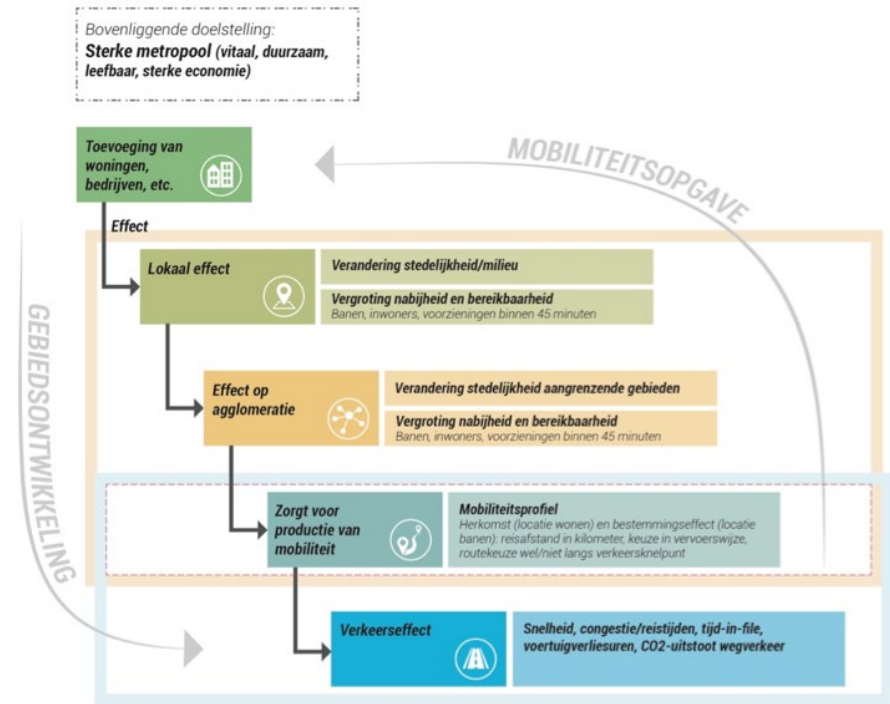 Bovenliggende doelstelling:
Sterke metropool (vitaal, duurzaam,
leefbaar, sterke economie)
Toevoeging van
woningen,
bedrijven, etc.
MOBILITEITSOPGAVE
Effect
Lokaal effect
Verandering stedelijkheid/milieu
Vergroting nabijheid en bereikbaarheid
Banen, inwoners, voorzieningen binnen 45 minuten
GEBIEDSONTWIKKELING
Effect op
agglomeratie
Verandering stedelijkheid aangrenzende gebieden
Vergroting nabijheid en bereikbaarheid
Banen, inwoners, voorzieningen binnen 45 minuten
Zorgt voor
productie van
mobiliteit
Mobiliteitsprofiel
Herkomst (locatie wonen) en bestemmingseffect (locatie
banen): reisafstand in kilometer, keuze in vervoerswijze,
routekeuze wel/niet langs verkeersknelpunt
Verkeerseffect
Snelheid, congestie/reistijden, tijd-in-file,
voertuigverliesuren, CO2-uitstoot wegverkeer